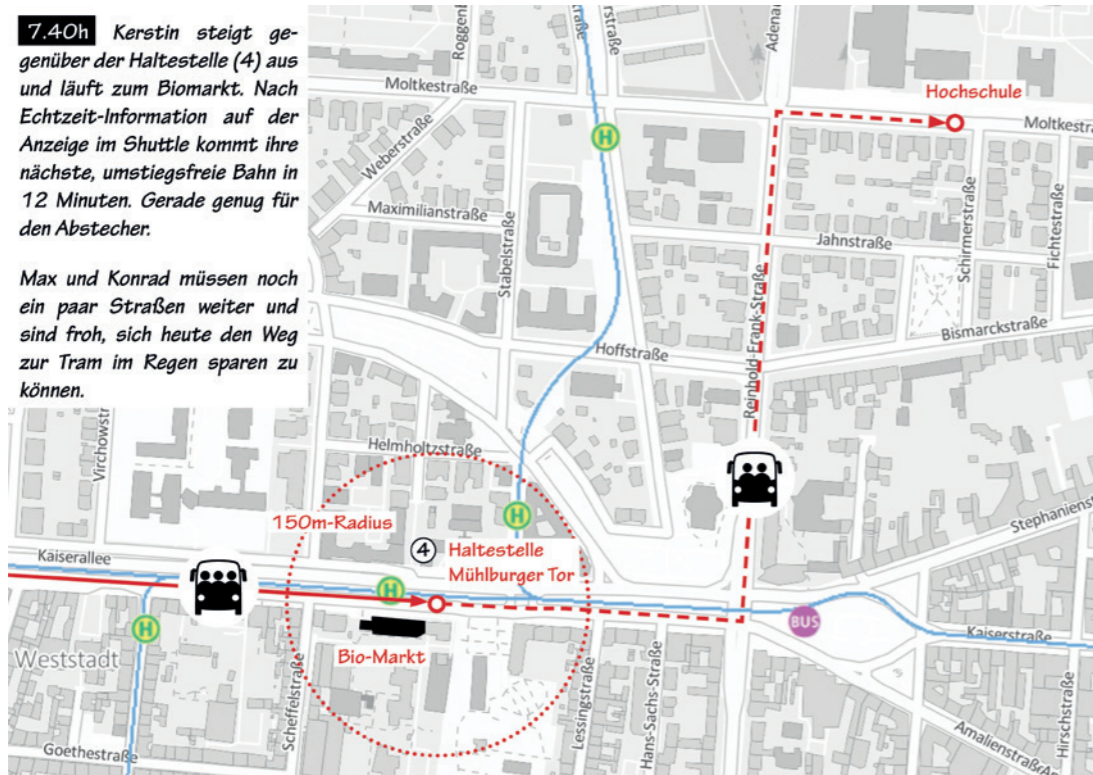 7.40h Kerstin steigt ge-
genüber der Haltestelle (4) aus
und läuft zum Biomarkt. Nach
Echtzeit-Information auf der
Anzeige im Shuttle kommt ihre
nächste, umstiegsfreie Bahn in
12 Minuten. Gerade genug für
den Abstecher.
Max und Konrad müssen noch
ein paar Straßen weiter und
sind froh, sich heute den Weg
zur Tram im Regen sparen zu
können.
Moltkestraße
Hochschule
Moltkest
H
Weberstraße
Maximilianstraße
Stabelstraße
Jahnstraße
Schirmerstraße
Fichtestraße
Reinhold-Frank-Straße
Bismarckstraße
Hoffstraße
Virchowstr
Helmholtzstraße
150m-Radius
H
4
Haltestelle
Mühlburger Tor
Stephaniens
Kaiserallee
H
H
BUS
Kaiserstraße
Weststadt
Bio-Markt
Scheffelstraße
Lessingstraße
Hans-Sachs-Straße
Hirschstraße
Goethestraße
Amalienstraße